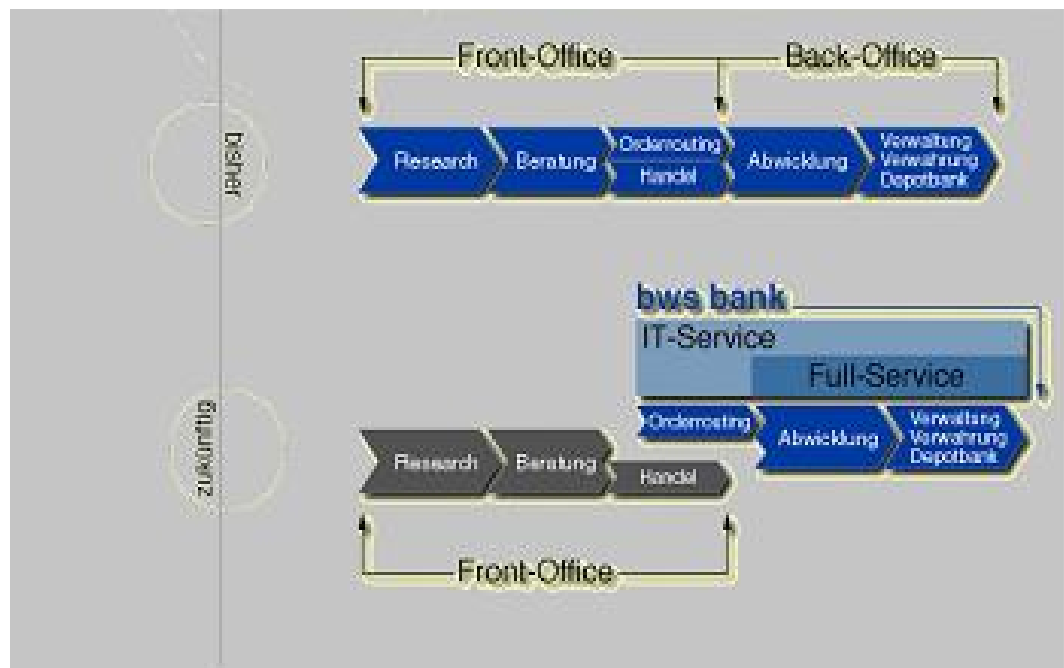 Front-Office
Back-Office
bisher
Research
Beratung
Orderrouting
Handel
Abwicklung
Verwaltung
Verwahrung
Depotbank
bws bank
IT-Service
Full-Service
zukünftig
Research
Beratung
Orderrosting
Handel
Abwicklung
Verwaltung
Verwahrung
Depotbank
Front-Office